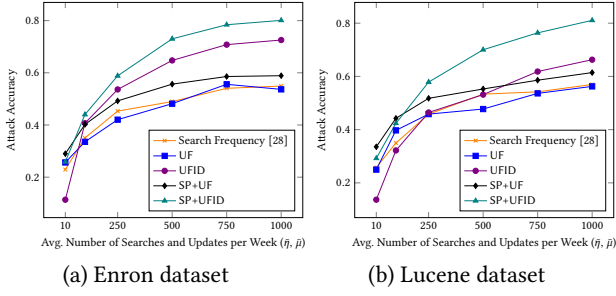 0.8
0.6
0.4
0.2
Attack Accuracy
Search Frequency [28]
UF
UFID
SP+UF
SP+UFID
10 250 500 750 1000
Avg. Number of Searches and Updates per Week (η̄, μ̄)
(a) Enron dataset
0.8
0.6
0.4
0.2
Attack Accuracy
Search Frequency [28]
UF
UFID
SP+UF
SP+UFID
10 250 500 750 1000
Avg. Number of Searches and Updates per Week (η̄, μ̄)
(b) Lucene dataset